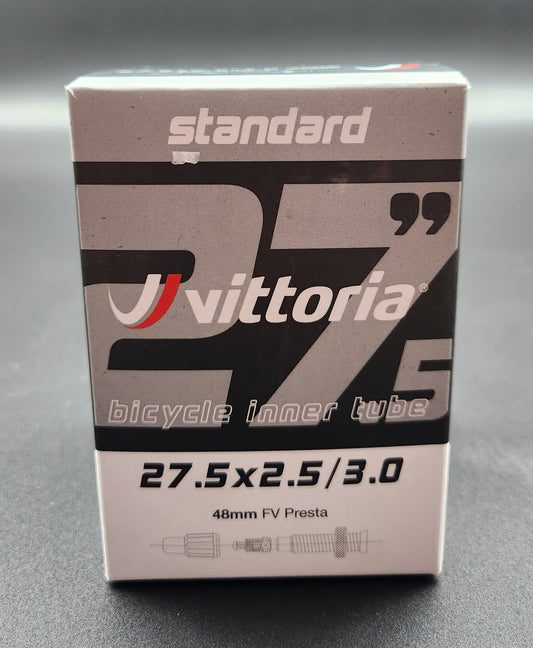 standard
27.5"
vittoria®
bicycle inner tube
27.5x2.5/3.0
48mm FV Presta